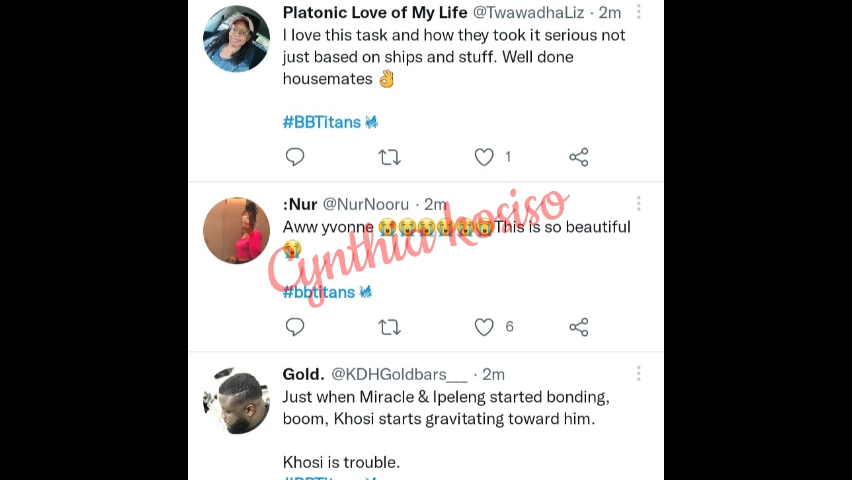 Platonic Love of My Life @TwawadhaLiz · 2m
I love this task and how they took it serious not
just based on ships and stuff. Well done
housemates 👌
#BBTitans
1
:Nur @NurNooru · 2m
Aww yvonne 😭😭😭😭😭😭This is so beautiful
😭
#bbtitans
6
Cynthia kosiso
Gold. @KDHGoldbars__ · 2m
Just when Miracle & Ipeleng started bonding,
boom, Khosi starts gravitating toward him.
Khosi is trouble.
#BBTitans